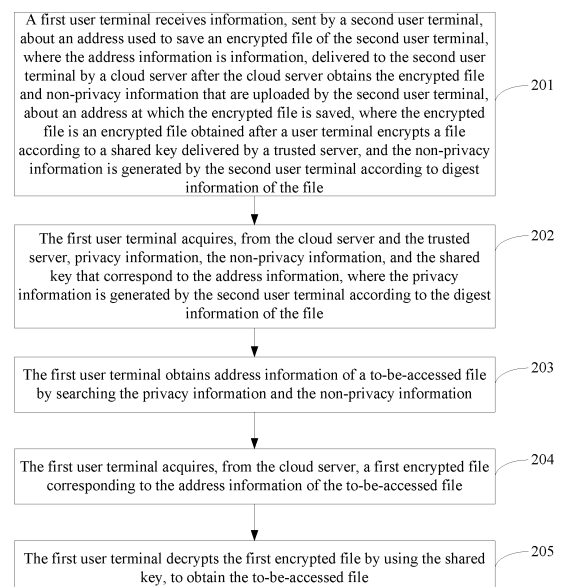 A first user terminal receives information, sent by a second user terminal,
about an address used to save an encrypted file of the second user terminal,
where the address information is information, delivered to the second user
terminal by a cloud server after the cloud server obtains the encrypted file
and non-privacy information that are uploaded by the second user terminal,
about an address at which the encrypted file is saved, where the encrypted
file is an encrypted file obtained after a user terminal encrypts a file
according to a shared key delivered by a trusted server, and the non-privacy
information is generated by the second user terminal according to digest
information of the file
201
The first user terminal acquires, from the cloud server and the trusted
server, privacy information, the non-privacy information, and the shared
key that correspond to the address information, where the privacy
information is generated by the second user terminal according to the digest
information of the file
202
The first user terminal obtains address information of a to-be-accessed file
by searching the privacy information and the non-privacy information
203
The first user terminal acquires, from the cloud server, a first encrypted file
corresponding to the address information of the to-be-accessed file
204
The first user terminal decrypts the first encrypted file by using the shared
key, to obtain the to-be-accessed file
205